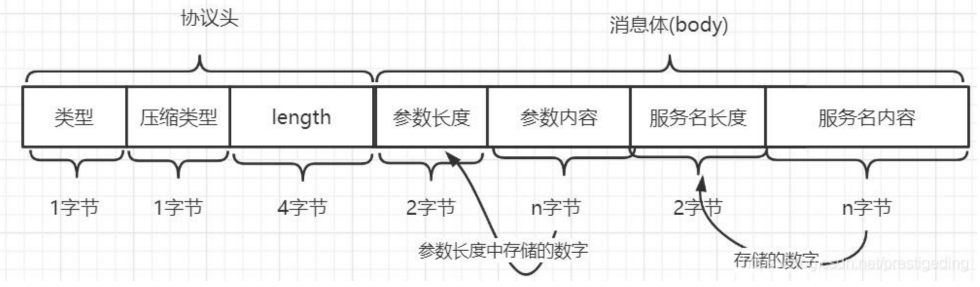 协议头
消息体(body)
类型
压缩类型
length
参数长度
参数内容
服务名长度
服务名内容
1字节
1字节
4字节
2字节
n字节
2字节
n字节
参数长度中存储的数字
存储的数字
csdn.net/prestigeding